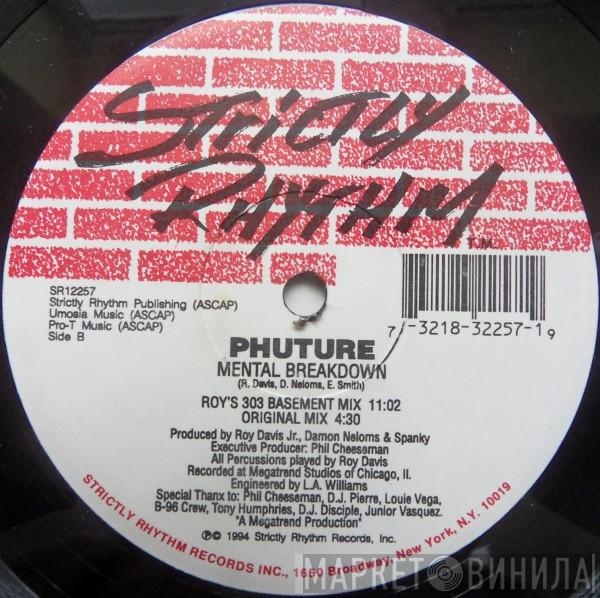 STRICTLY
RHYTHM
T.M.
SR12257
Strictly Rhythm Publishing (ASCAP)
Umosia Music (ASCAP)
Pro-T Music (ASCAP)
Side B
7 -3218-32257-1 9
PHUTURE
MENTAL BREAKDOWN
(R. Davis, D. Neloms, E. Smith)
ROY'S 303 BASEMENT MIX 11:02
ORIGINAL MIX 4:30
Produced by Roy Davis Jr., Damon Neloms & Spanky
Executive Producer: Phil Cheeseman
All Percussions played by Roy Davis
Recorded at Megatrend Studios of Chicago, Il.
Engineered by L.A. Williams
Special Thanx to: Phil Cheeseman, D.J. Pierre, Louie Vega,
B-96 Crew, Tony Humphries, D.J. Disciple, Junior Vasquez.
"A Megatrend Production"
℗© 1994 Strictly Rhythm Records, Inc.
STRICTLY RHYTHM RECORDS INC., 1650 Broadway, New York, N.Y. 10019
МАРКЕТ ВИНИЛА